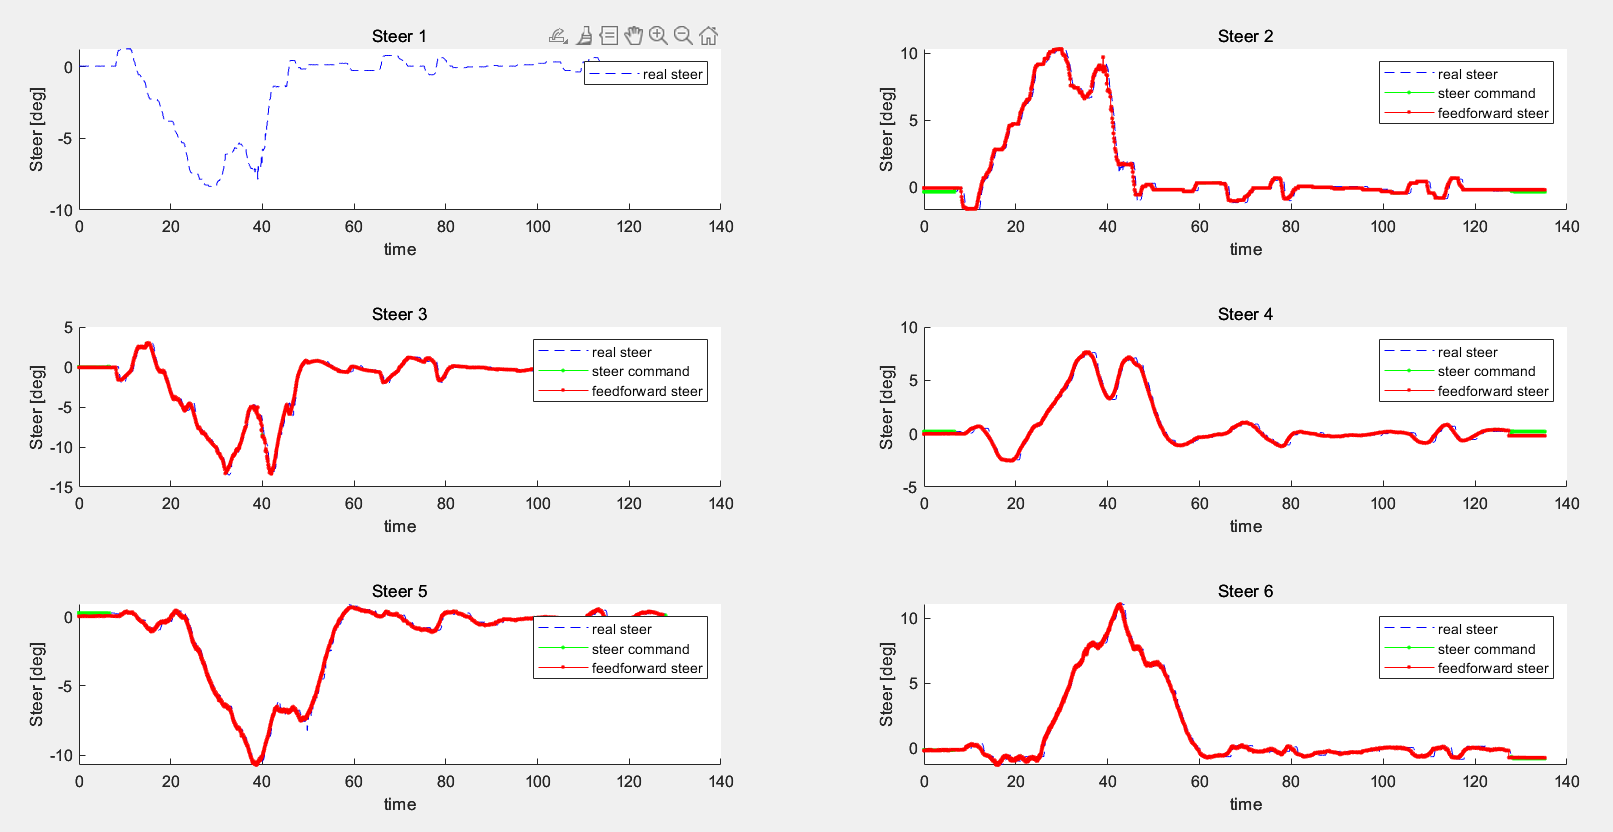 Steer 1
0
-5
-10
Steer [deg]
real steer
0 20 40 60 80 100 120 140
time
Steer 2
10
5
0
Steer [deg]
real steer
steer command
feedforward steer
0 20 40 60 80 100 120 140
time
Steer 3
5
0
-5
-10
-15
Steer [deg]
real steer
steer command
feedforward steer
0 20 40 60 80 100 120 140
time
Steer 4
10
5
0
-5
Steer [deg]
real steer
steer command
feedforward steer
0 20 40 60 80 100 120 140
time
Steer 5
0
-5
-10
Steer [deg]
real steer
steer command
feedforward steer
0 20 40 60 80 100 120 140
time
Steer 6
10
5
0
Steer [deg]
real steer
steer command
feedforward steer
0 20 40 60 80 100 120 140
time